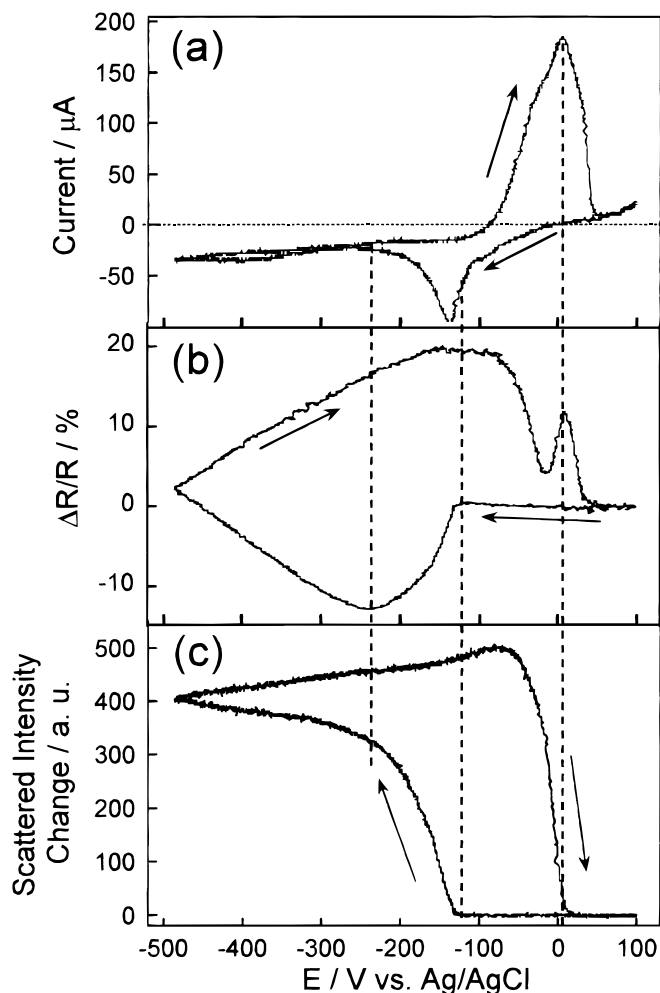 (a)
Current / μA
200
150
100
50
0
-50
(b)
ΔR/R / %
20
10
0
-10
(c)
Scattered Intensity
Change / a. u.
500
400
300
200
100
0
-500 -400 -300 -200 -100 0 100
E / V vs. Ag/AgCl